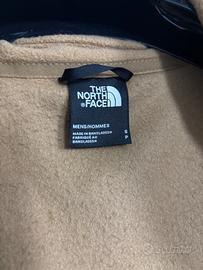 THE
NORTH
FACE
MENS/HOMMES
MADE IN BANGLADESH
FABRIQUÉ AU
BANGLADESH
S
P